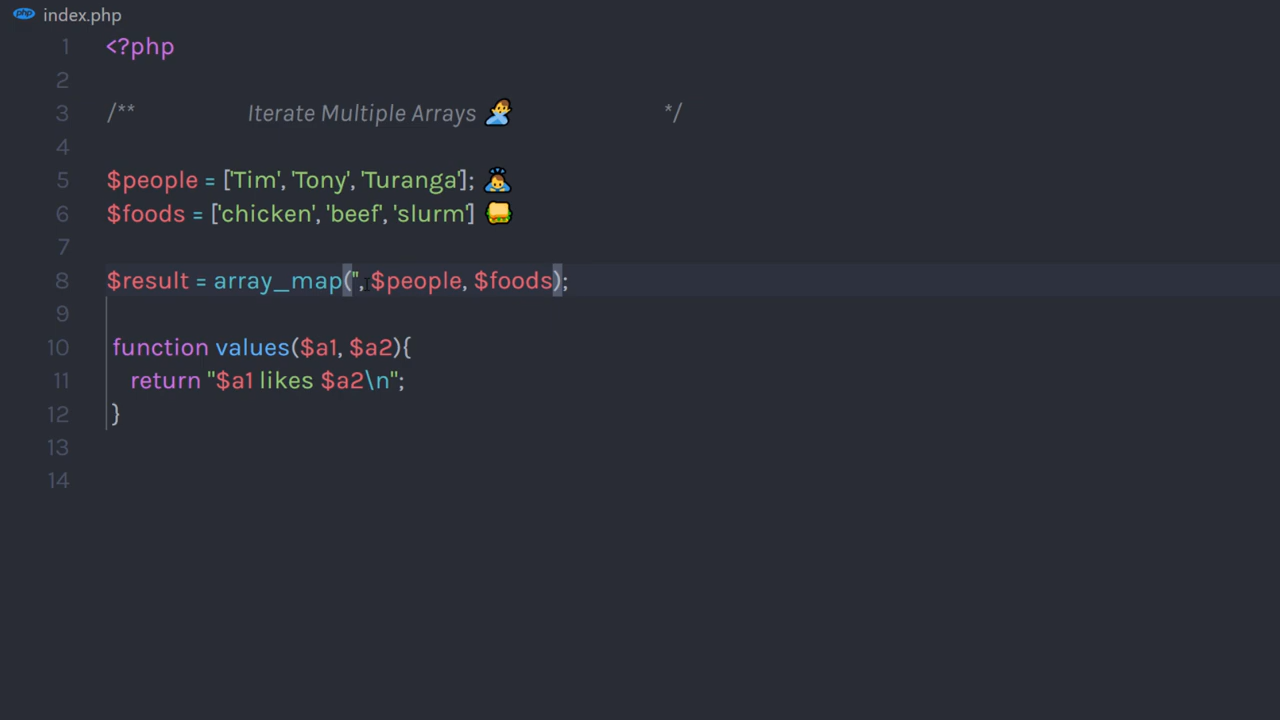 php index.php
1 <?php
2
3 /** Iterate Multiple Arrays 🤦 */
4
5 $people = ['Tim', 'Tony', 'Turanga']; 🙇
6 $foods = ['chicken', 'beef', 'slurm'] 🥪
7
8 $result = array_map('', $people, $foods);
9
10 function values($a1, $a2){
11 return "$a1 likes $a2\n";
12 }
13
14